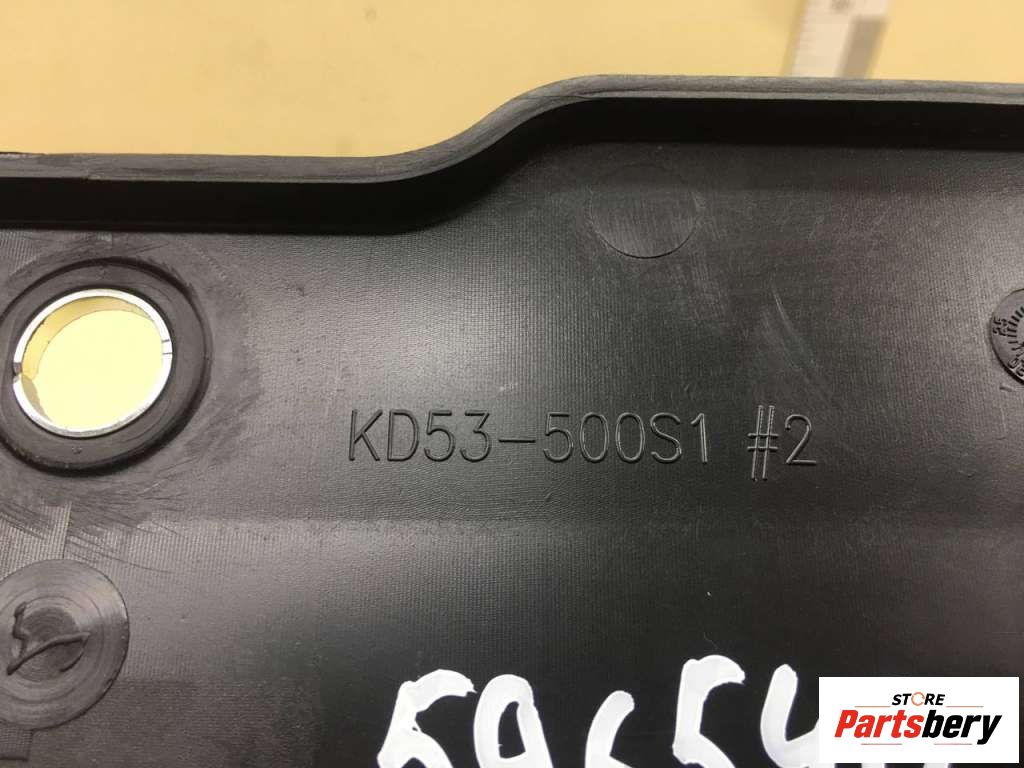 KD53-500S1 #2
STORE
Partsbery